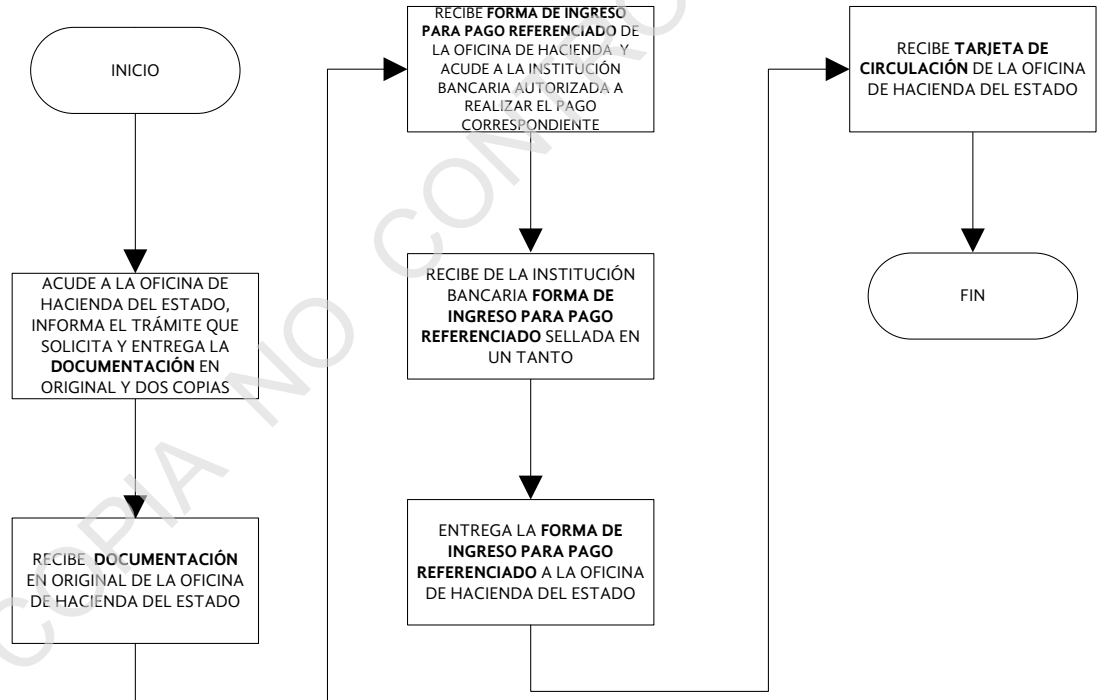 INICIO
ACUDE A LA OFICINA DE
HACIENDA DEL ESTADO,
INFORMA EL TRÁMITE QUE
SOLICITA Y ENTREGA LA
DOCUMENTACIÓN EN
ORIGINAL Y DOS COPIAS
RECIBE DOCUMENTACIÓN
EN ORIGINAL DE LA OFICINA
DE HACIENDA DEL ESTADO
RECIBE FORMA DE INGRESO
PARA PAGO REFERENCIADO DE
LA OFICINA DE HACIENDA Y
ACUDE A LA INSTITUCIÓN
BANCARIA AUTORIZADA A
REALIZAR EL PAGO
CORRESPONDIENTE
RECIBE DE LA INSTITUCIÓN
BANCARIA FORMA DE
INGRESO PARA PAGO
REFERENCIADO SELLADA EN
UN TANTO
ENTREGA LA FORMA DE
INGRESO PARA PAGO
REFERENCIADO A LA OFICINA
DE HACIENDA DEL ESTADO
RECIBE TARJETA DE
CIRCULACIÓN DE LA OFICINA
DE HACIENDA DEL ESTADO
FIN
COPIA NO CONTRO